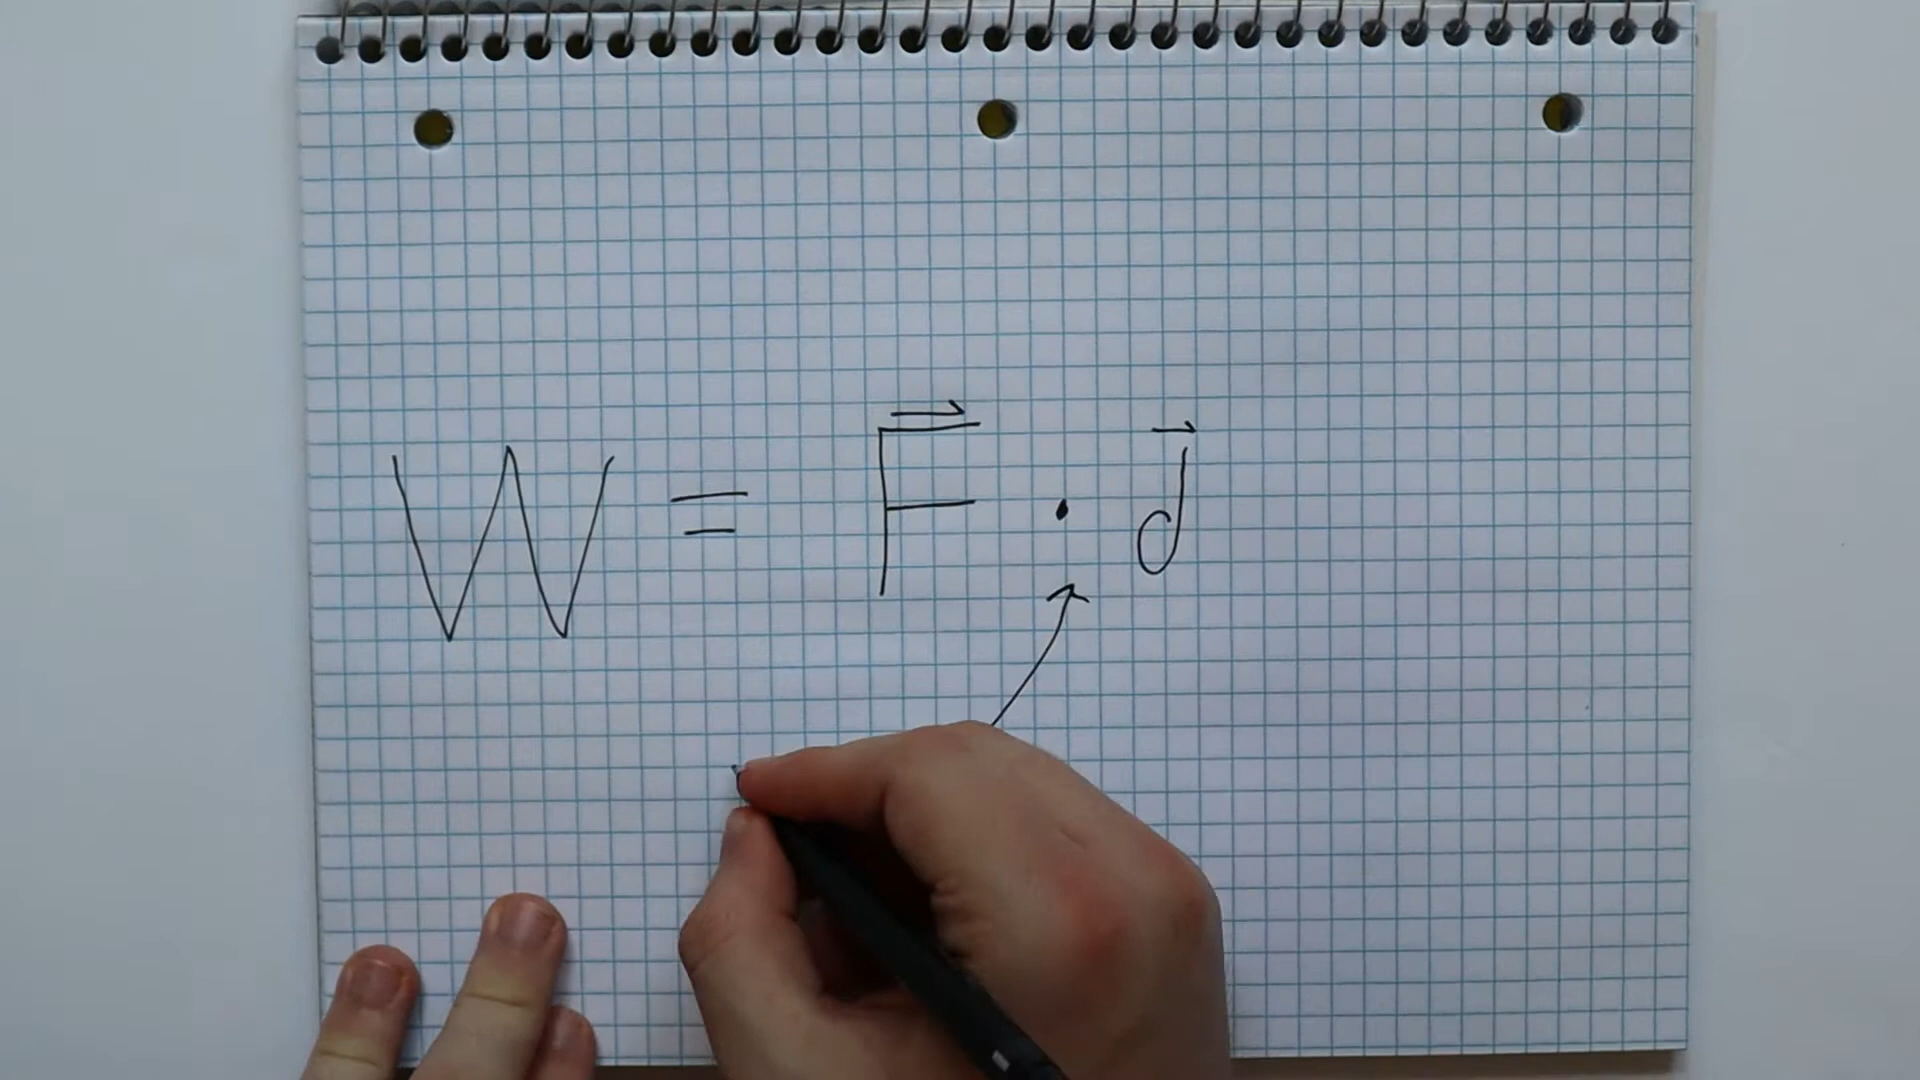 W = F⃗ · d⃗